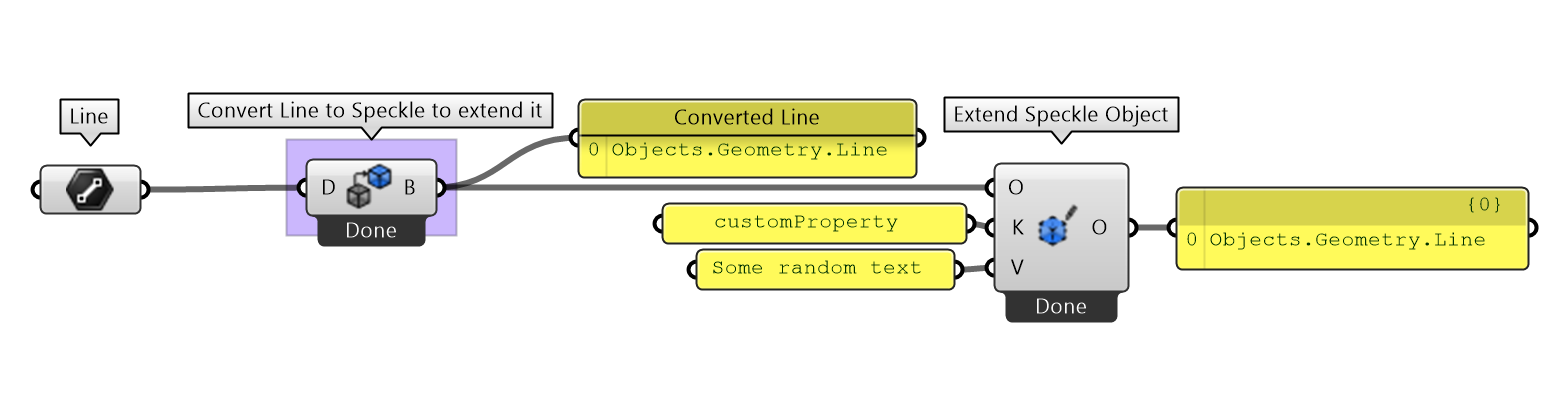 Line
Convert Line to Speckle to extend it
D B
Done
Converted Line
0 Objects.Geometry.Line
customProperty
Some random text
Extend Speckle Object
O
K O
V
Done
{0}
0 Objects.Geometry.Line